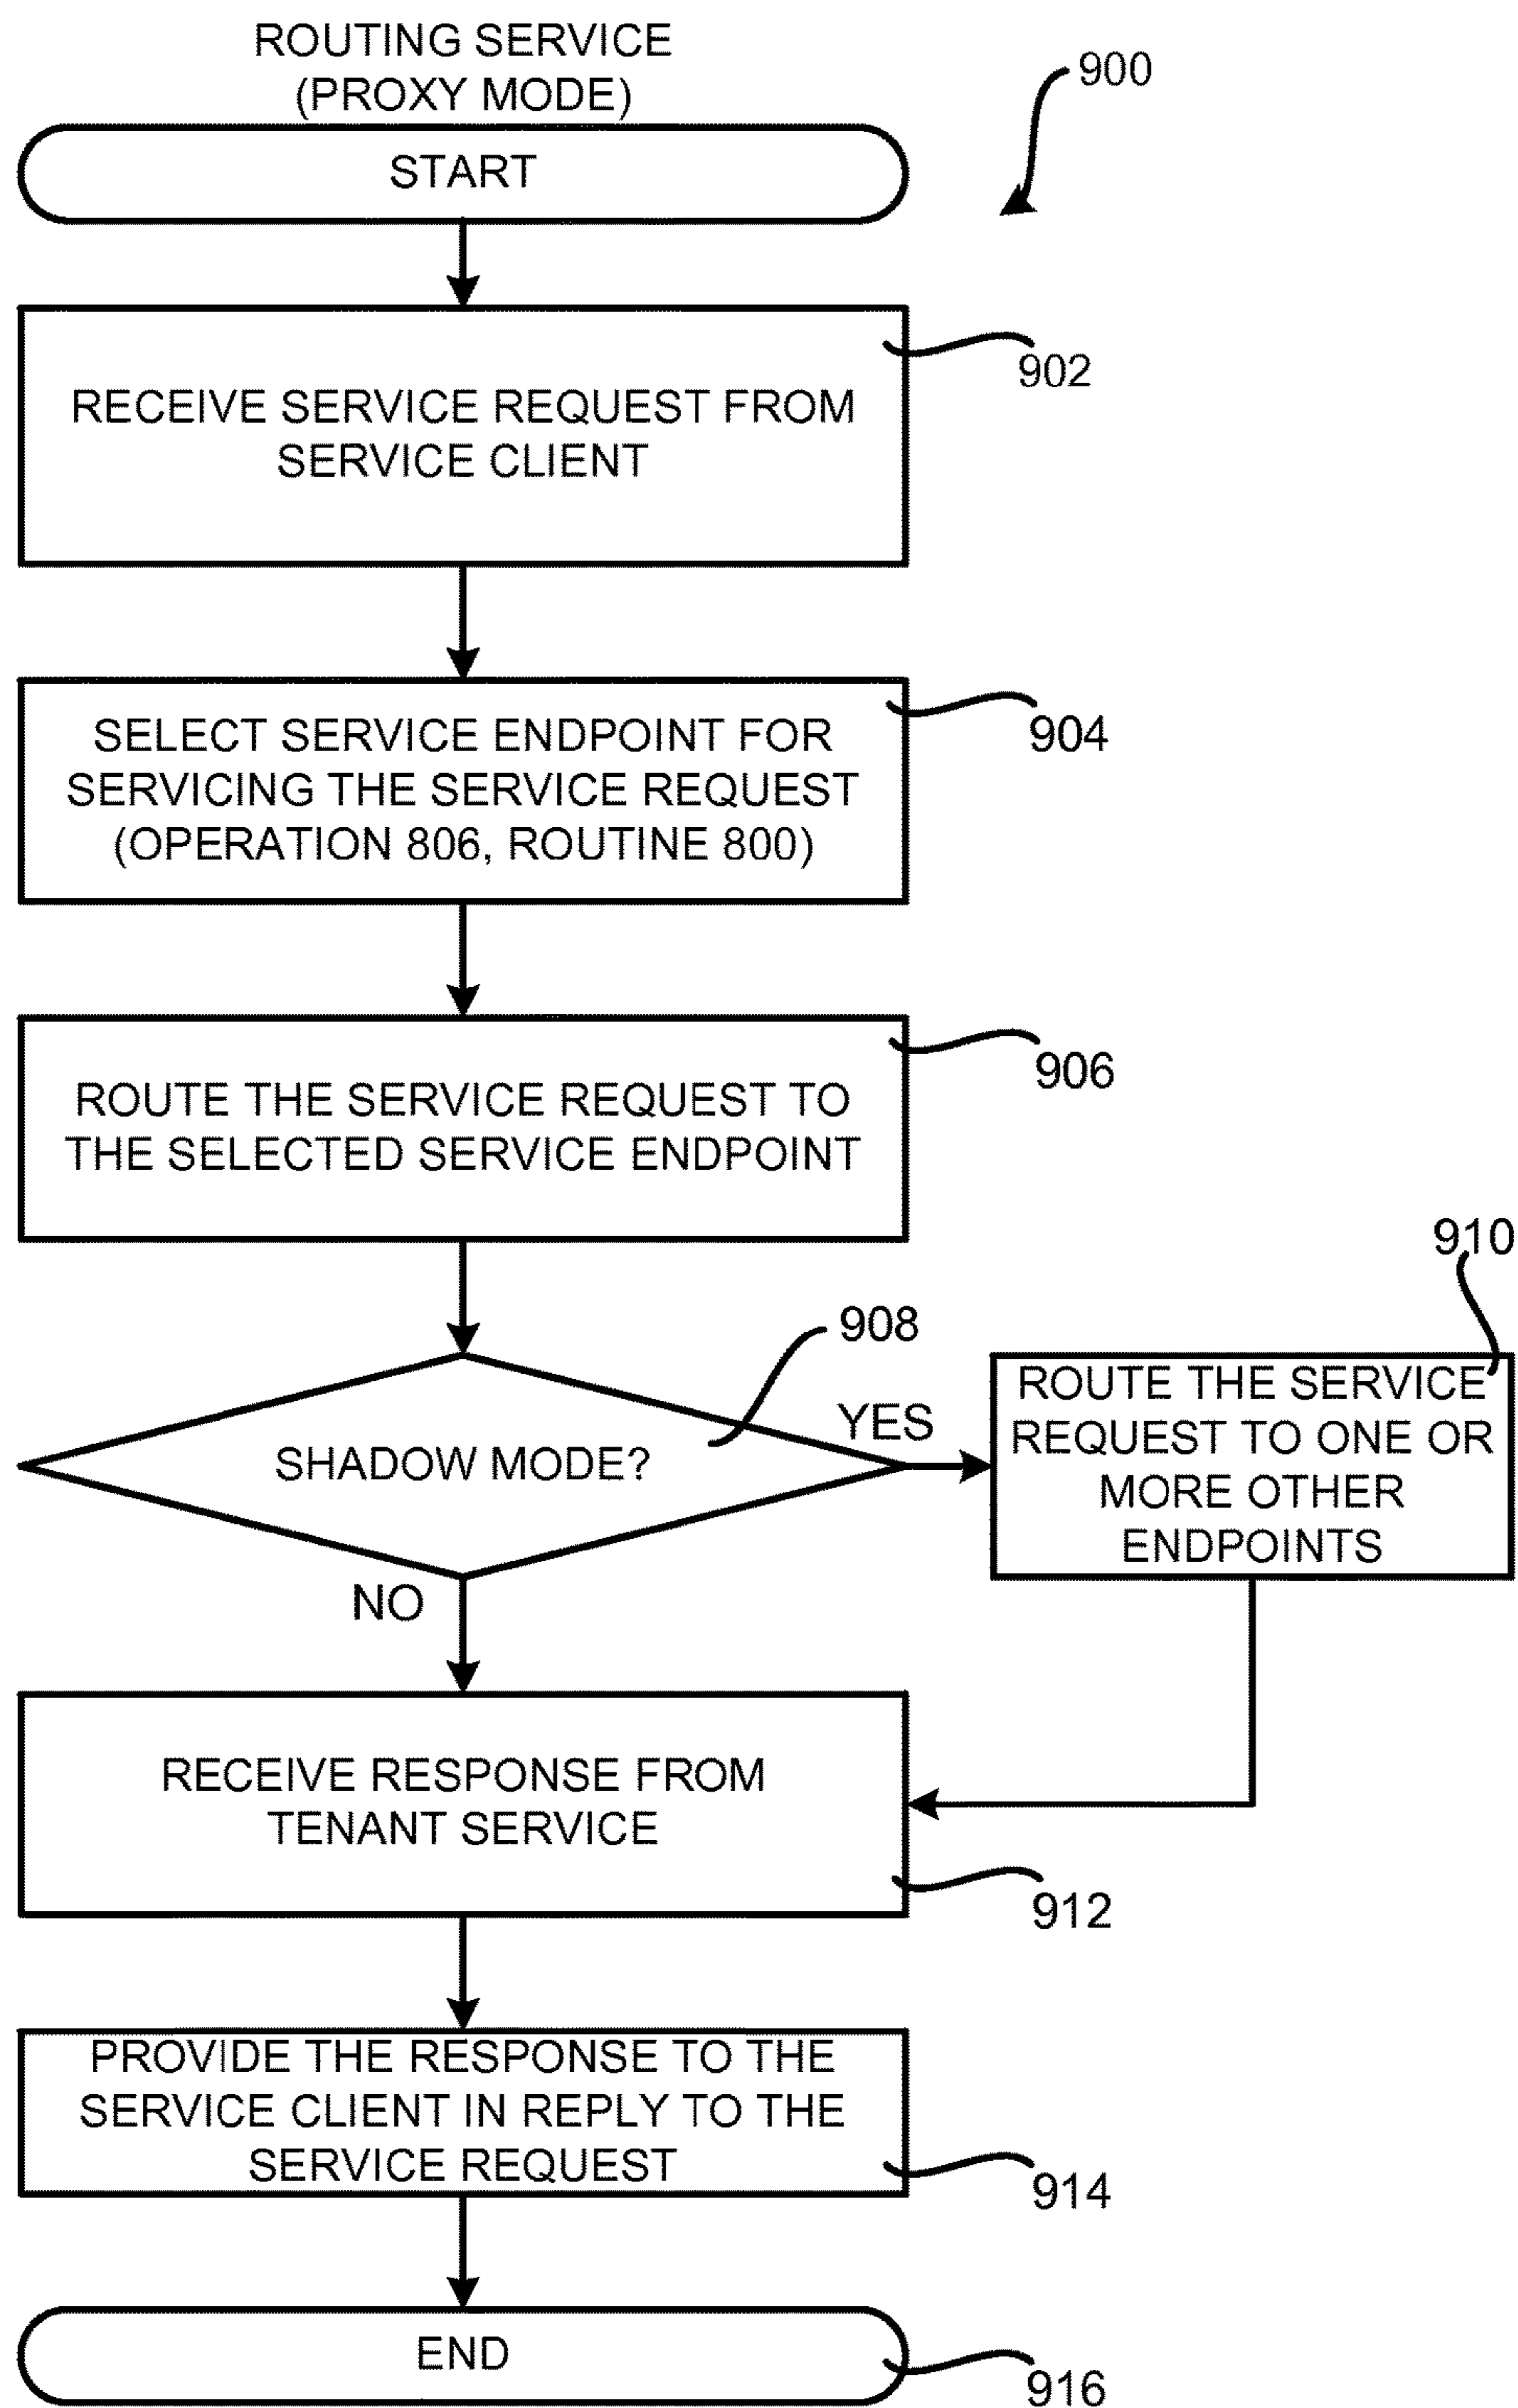 ROUTING SERVICE
(PROXY MODE)
900
START
902
RECEIVE SERVICE REQUEST FROM
SERVICE CLIENT
904
SELECT SERVICE ENDPOINT FOR
SERVICING THE SERVICE REQUEST
(OPERATION 806, ROUTINE 800)
906
ROUTE THE SERVICE REQUEST TO
THE SELECTED SERVICE ENDPOINT
908
SHADOW MODE?
YES
910
ROUTE THE SERVICE
REQUEST TO ONE OR
MORE OTHER
ENDPOINTS
NO
RECEIVE RESPONSE FROM
TENANT SERVICE
912
PROVIDE THE RESPONSE TO THE
SERVICE CLIENT IN REPLY TO THE
SERVICE REQUEST
914
END
916